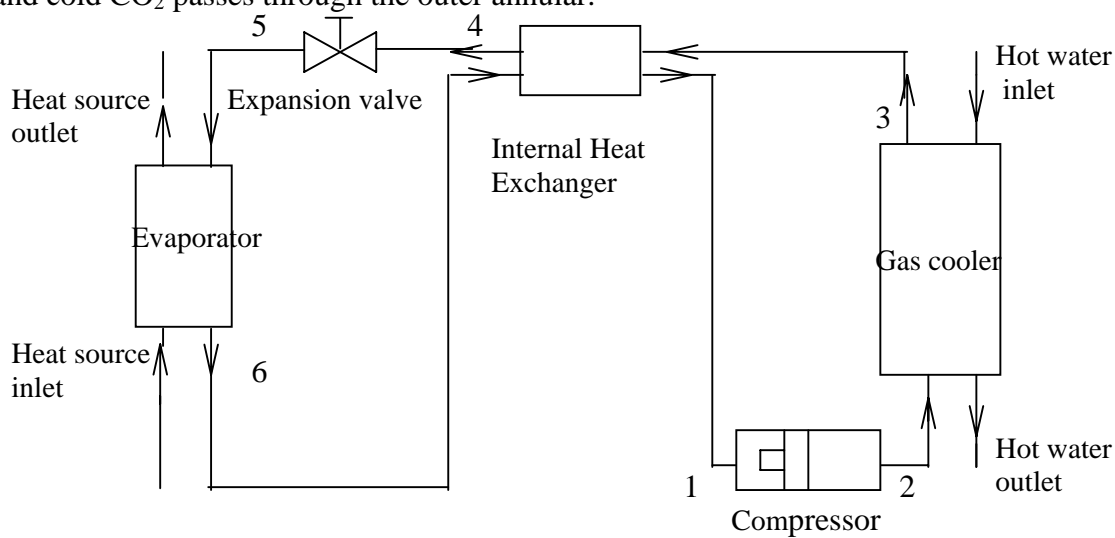 and cold CO2 passes through the outer annular.
5
4
Hot water
inlet
Heat source
outlet
Expansion valve
3
Internal Heat
Exchanger
Evaporator
Gas cooler
Heat source
inlet
6
Hot water
outlet
1
2
Compressor